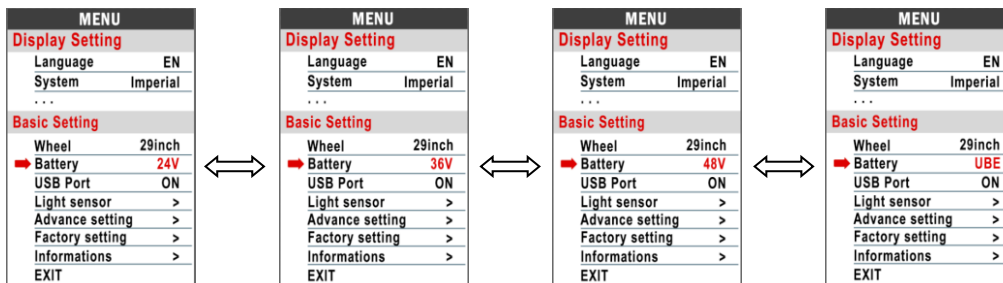 MENU
Display Setting
Language EN
System Imperial
. . .
Basic Setting
Wheel 29inch
Battery 24V
USB Port ON
Light sensor >
Advance setting >
Factory setting >
Informations >
EXIT
MENU
Display Setting
Language EN
System Imperial
. . .
Basic Setting
Wheel 29inch
Battery 36V
USB Port ON
Light sensor >
Advance setting >
Factory setting >
Informations >
EXIT
MENU
Display Setting
Language EN
System Imperial
. . .
Basic Setting
Wheel 29inch
Battery 48V
USB Port ON
Light sensor >
Advance setting >
Factory setting >
Informations >
EXIT
MENU
Display Setting
Language EN
System Imperial
. . .
Basic Setting
Wheel 29inch
Battery UBE
USB Port ON
Light sensor >
Advance setting >
Factory setting >
Informations >
EXIT